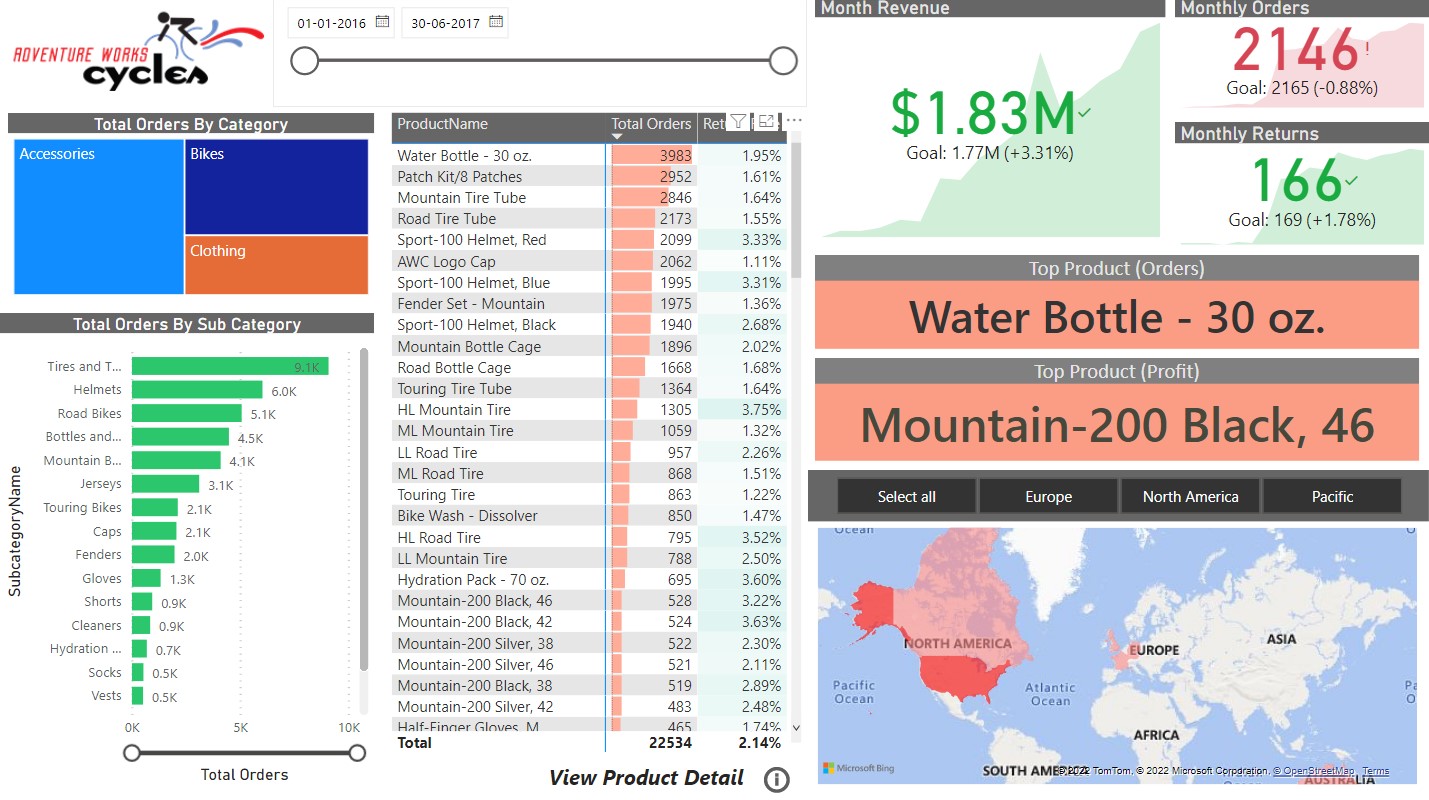 ADVENTURE WORKS
cycles
01-01-2016
30-06-2017
Total Orders By Category
Accessories
Bikes
Clothing
Total Orders By Sub Category
SubcategoryName
Tires and T... 9.1K
Helmets 6.0K
Road Bikes 5.1K
Bottles and... 4.5K
Mountain B... 4.1K
Jerseys 3.1K
Touring Bikes 2.1K
Caps 2.1K
Fenders 2.0K
Gloves 1.3K
Shorts 0.9K
Cleaners 0.9K
Hydration ... 0.7K
Socks 0.5K
Vests 0.5K
0K 5K 10K
Total Orders
ProductName Total Orders
Water Bottle - 30 oz. 3983 1.95%
Patch Kit/8 Patches 2952 1.61%
Mountain Tire Tube 2846 1.64%
Road Tire Tube 2173 1.55%
Sport-100 Helmet, Red 2099 3.33%
AWC Logo Cap 2062 1.11%
Sport-100 Helmet, Blue 1995 3.31%
Fender Set - Mountain 1975 1.36%
Sport-100 Helmet, Black 1940 2.68%
Mountain Bottle Cage 1896 2.02%
Road Bottle Cage 1668 1.68%
Touring Tire Tube 1364 1.64%
HL Mountain Tire 1305 3.75%
ML Mountain Tire 1059 1.32%
LL Road Tire 957 2.26%
ML Road Tire 868 1.51%
Touring Tire 863 1.22%
Bike Wash - Dissolver 850 1.47%
HL Road Tire 795 3.52%
LL Mountain Tire 788 2.50%
Hydration Pack - 70 oz. 695 3.60%
Mountain-200 Black, 46 528 3.22%
Mountain-200 Black, 42 524 3.63%
Mountain-200 Silver, 38 522 2.30%
Mountain-200 Silver, 46 521 2.11%
Mountain-200 Black, 38 519 2.89%
Mountain-200 Silver, 42 483 2.48%
Half-Finger Gloves, M 465 1.74%
Total 22534 2.14%
View Product Detail
Month Revenue
$1.83M
Goal: 1.77M (+3.31%)
Monthly Orders
2146!
Goal: 2165 (-0.88%)
Monthly Returns
166
Goal: 169 (+1.78%)
Top Product (Orders)
Water Bottle - 30 oz.
Top Product (Profit)
Mountain-200 Black, 46
Select all Europe North America Pacific
Ocean
NORTH AMERICA
EUROPE
ASIA
Pacific
Ocean
Atlantic
Ocean
AFRICA
SOUTH AMERICA
AUSTRALIA
Microsoft Bing
© 2022 TomTom, © 2022 Microsoft Corporation, © OpenStreetMap Terms